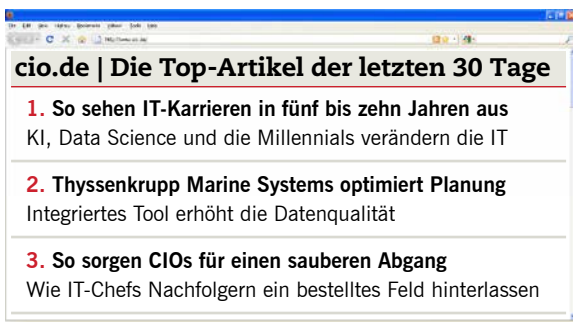 cio.de | Die Top-Artikel der letzten 30 Tage
1. So sehen IT-Karrieren in fünf bis zehn Jahren aus
KI, Data Science und die Millennials verändern die IT
2. Thyssenkrupp Marine Systems optimiert Planung
Integriertes Tool erhöht die Datenqualität
3. So sorgen CIOs für einen sauberen Abgang
Wie IT-Chefs Nachfolgern ein bestelltes Feld hinterlassen